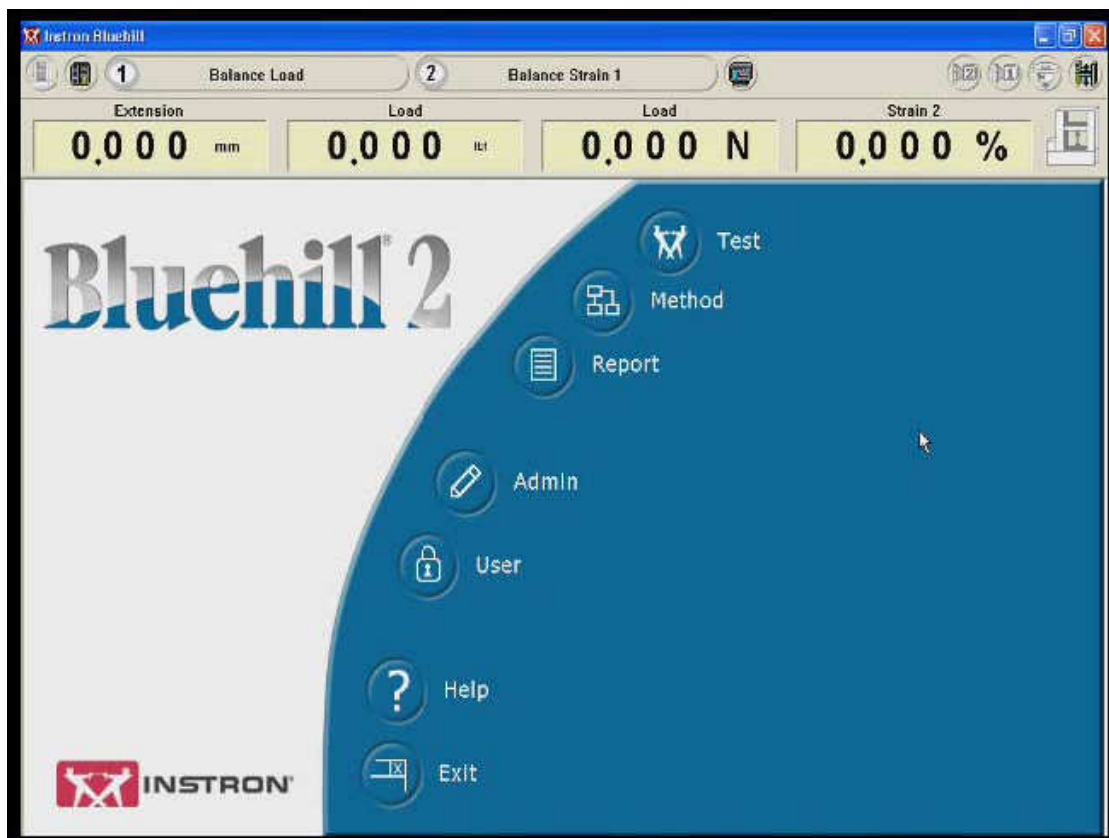 Instron Bluehill
1 Balance Load 2 Balance Strain 1
Extension Load Load Strain 2
0.000 mm 0.000 lbf 0.000 N 0.000 %
Bluehill® 2
Test
Method
Report
Admin
User
? Help
Exit
INSTRON®